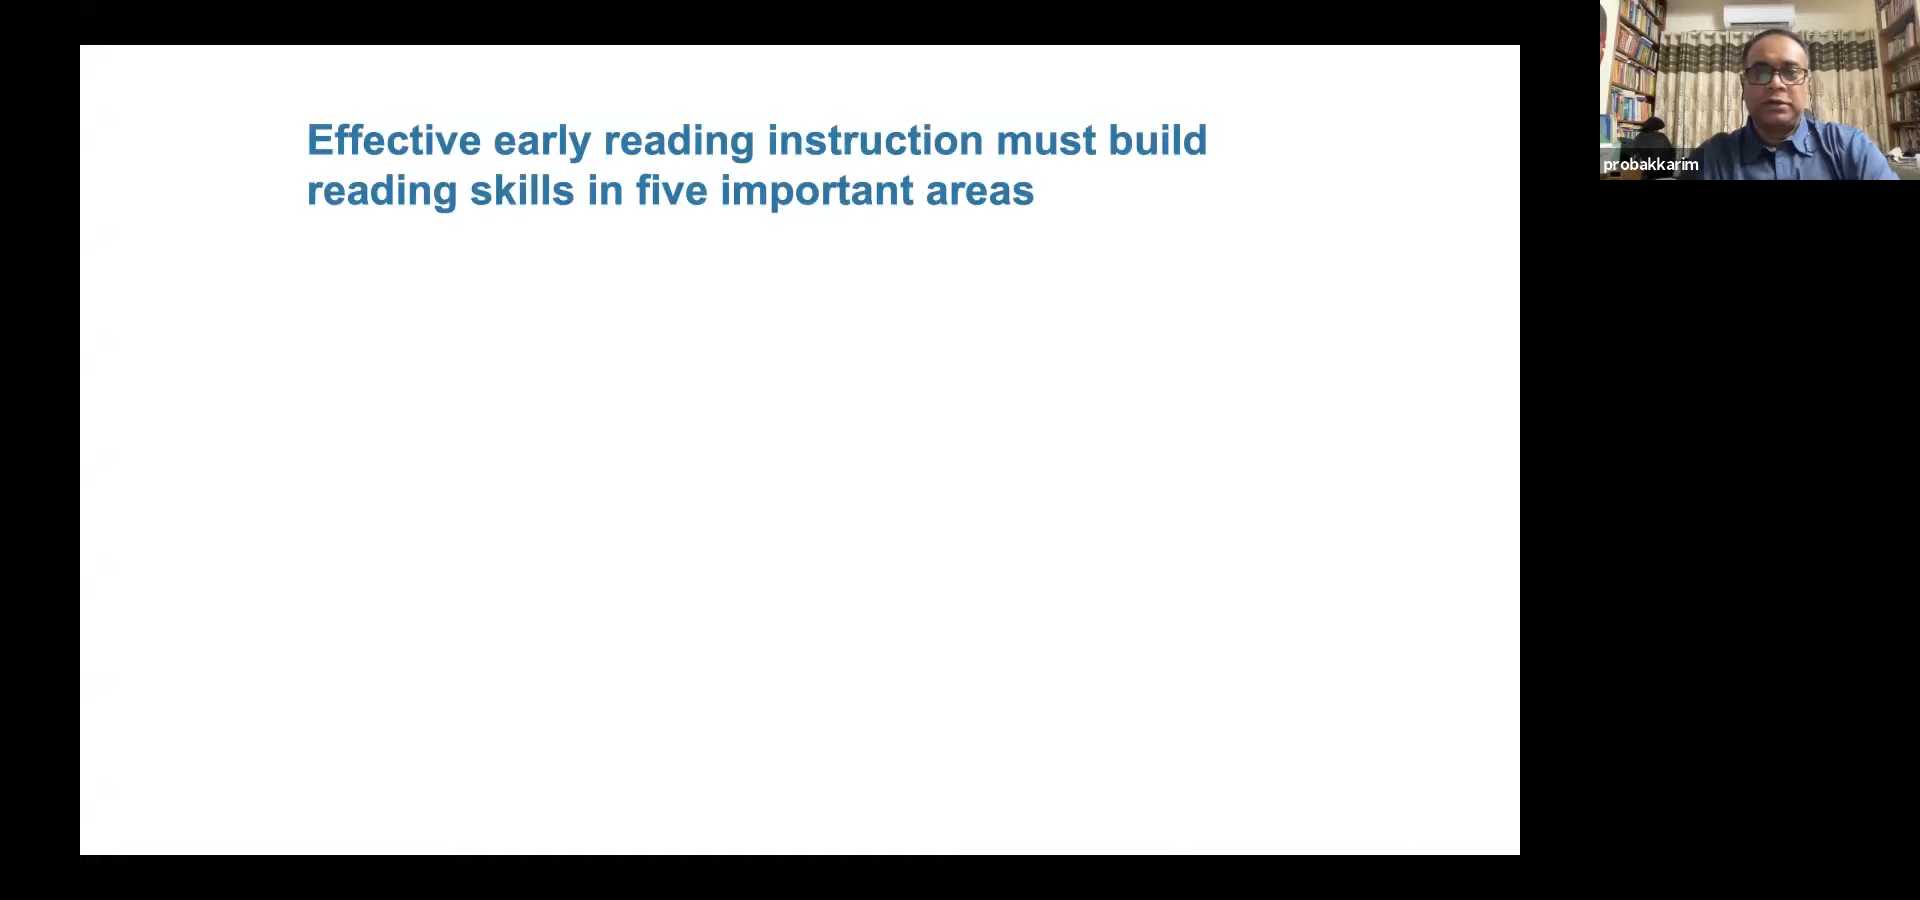 Effective early reading instruction must build
reading skills in five important areas
probakkarim